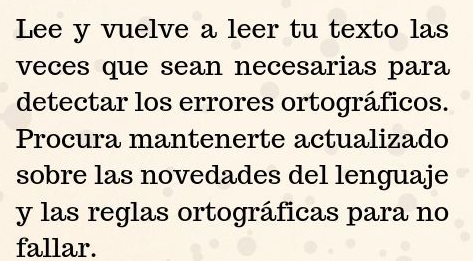 Lee y vuelve a leer tu texto las
veces que sean necesarias para
detectar los errores ortográficos.
Procura mantenerte actualizado
sobre las novedades del lenguaje
y las reglas ortográficas para no
fallar.